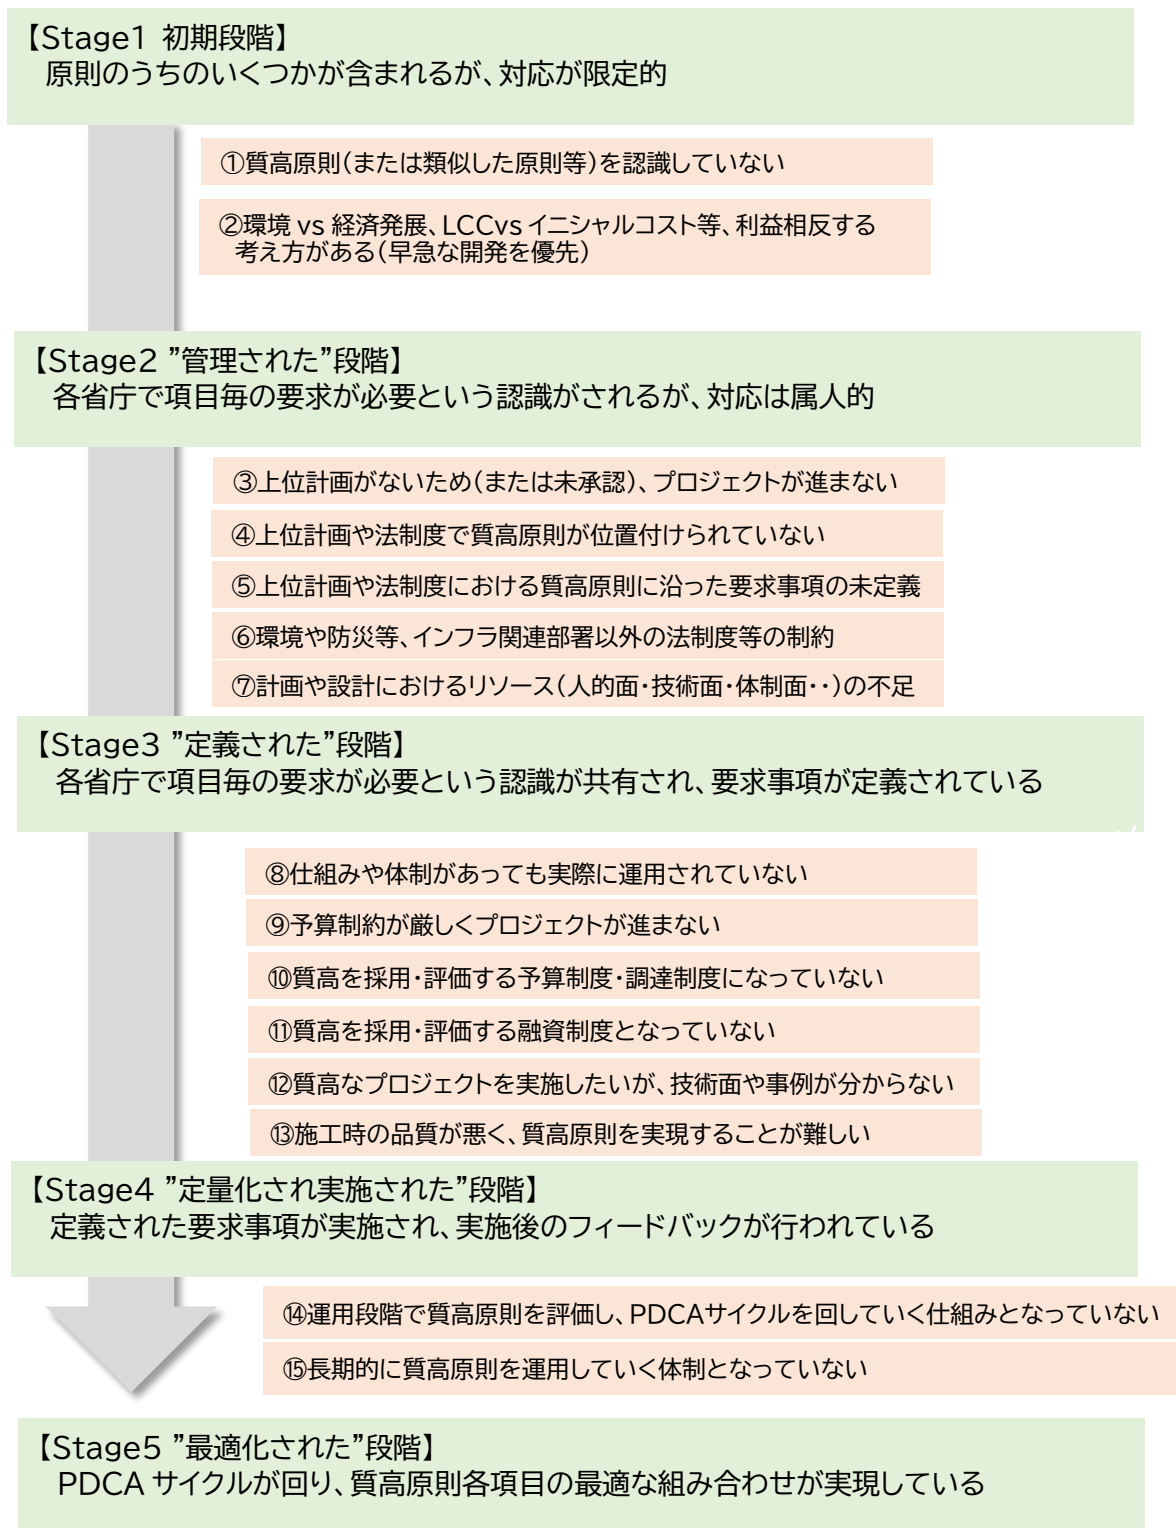 【Stage1 初期段階】
原則のうちのいくつかが含まれるが、対応が限定的
①質高原則(または類似した原則等)を認識していない
②環境 vs 経済発展、LCCvs イニシャルコスト等、利益相反する
考え方がある(早急な開発を優先)
【Stage2 ”管理された”段階】
各省庁で項目毎の要求が必要という認識がされるが、対応は属人的
③上位計画がないため(または未承認)、プロジェクトが進まない
④上位計画や法制度で質高原則が位置付けられていない
⑤上位計画や法制度における質高原則に沿った要求事項の未定義
⑥環境や防災等、インフラ関連部署以外の法制度等の制約
⑦計画や設計におけるリソース(人的面・技術面・体制面・・)の不足
【Stage3 ”定義された”段階】
各省庁で項目毎の要求が必要という認識が共有され、要求事項が定義されている
⑧仕組みや体制があっても実際に運用されていない
⑨予算制約が厳しくプロジェクトが進まない
⑩質高を採用・評価する予算制度・調達制度になっていない
⑪質高を採用・評価する融資制度となっていない
⑫質高なプロジェクトを実施したいが、技術面や事例が分からない
⑬施工時の品質が悪く、質高原則を実現することが難しい
【Stage4 ”定量化され実施された”段階】
定義された要求事項が実施され、実施後のフィードバックが行われている
⑭運用段階で質高原則を評価し、PDCAサイクルを回していく仕組みとなっていない
⑮長期的に質高原則を運用していく体制となっていない
【Stage5 ”最適化された”段階】
PDCA サイクルが回り、質高原則各項目の最適な組み合わせが実現している